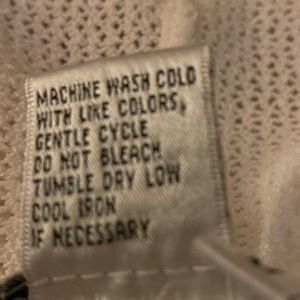 MACHINE WASH COLD
WITH LIKE COLORS,
GENTLE CYCLE
DO NOT BLEACH
TUMBLE DRY LOW
COOL IRON
IF NECESSARY